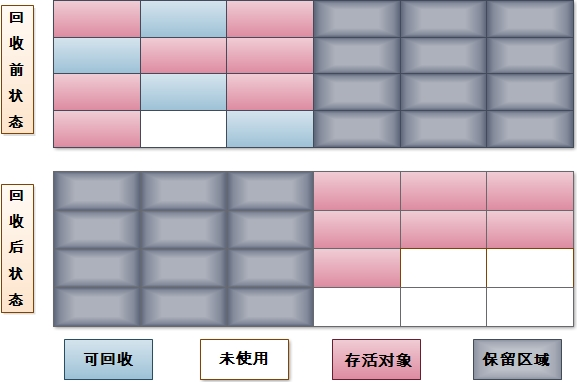 回收前状态
回收后状态
可回收
未使用
存活对象
保留区域